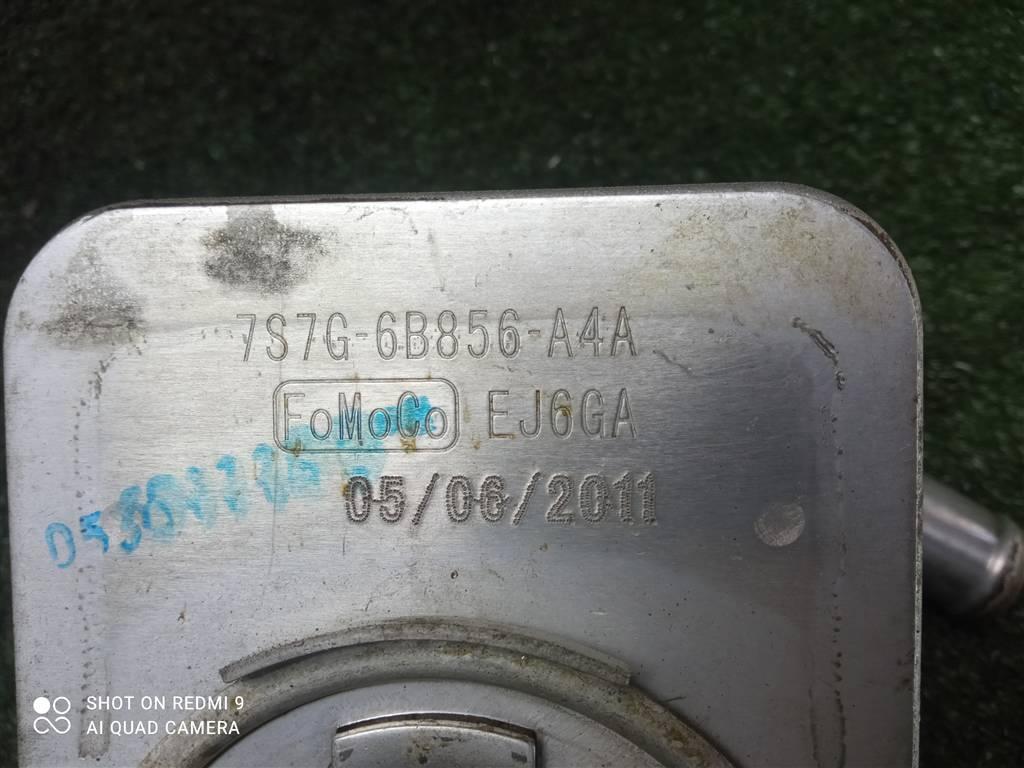 7S7G-6B856-A4A
FoMoCo EJ6GA
05/06/2011
SHOT ON REDMI 9
AI QUAD CAMERA